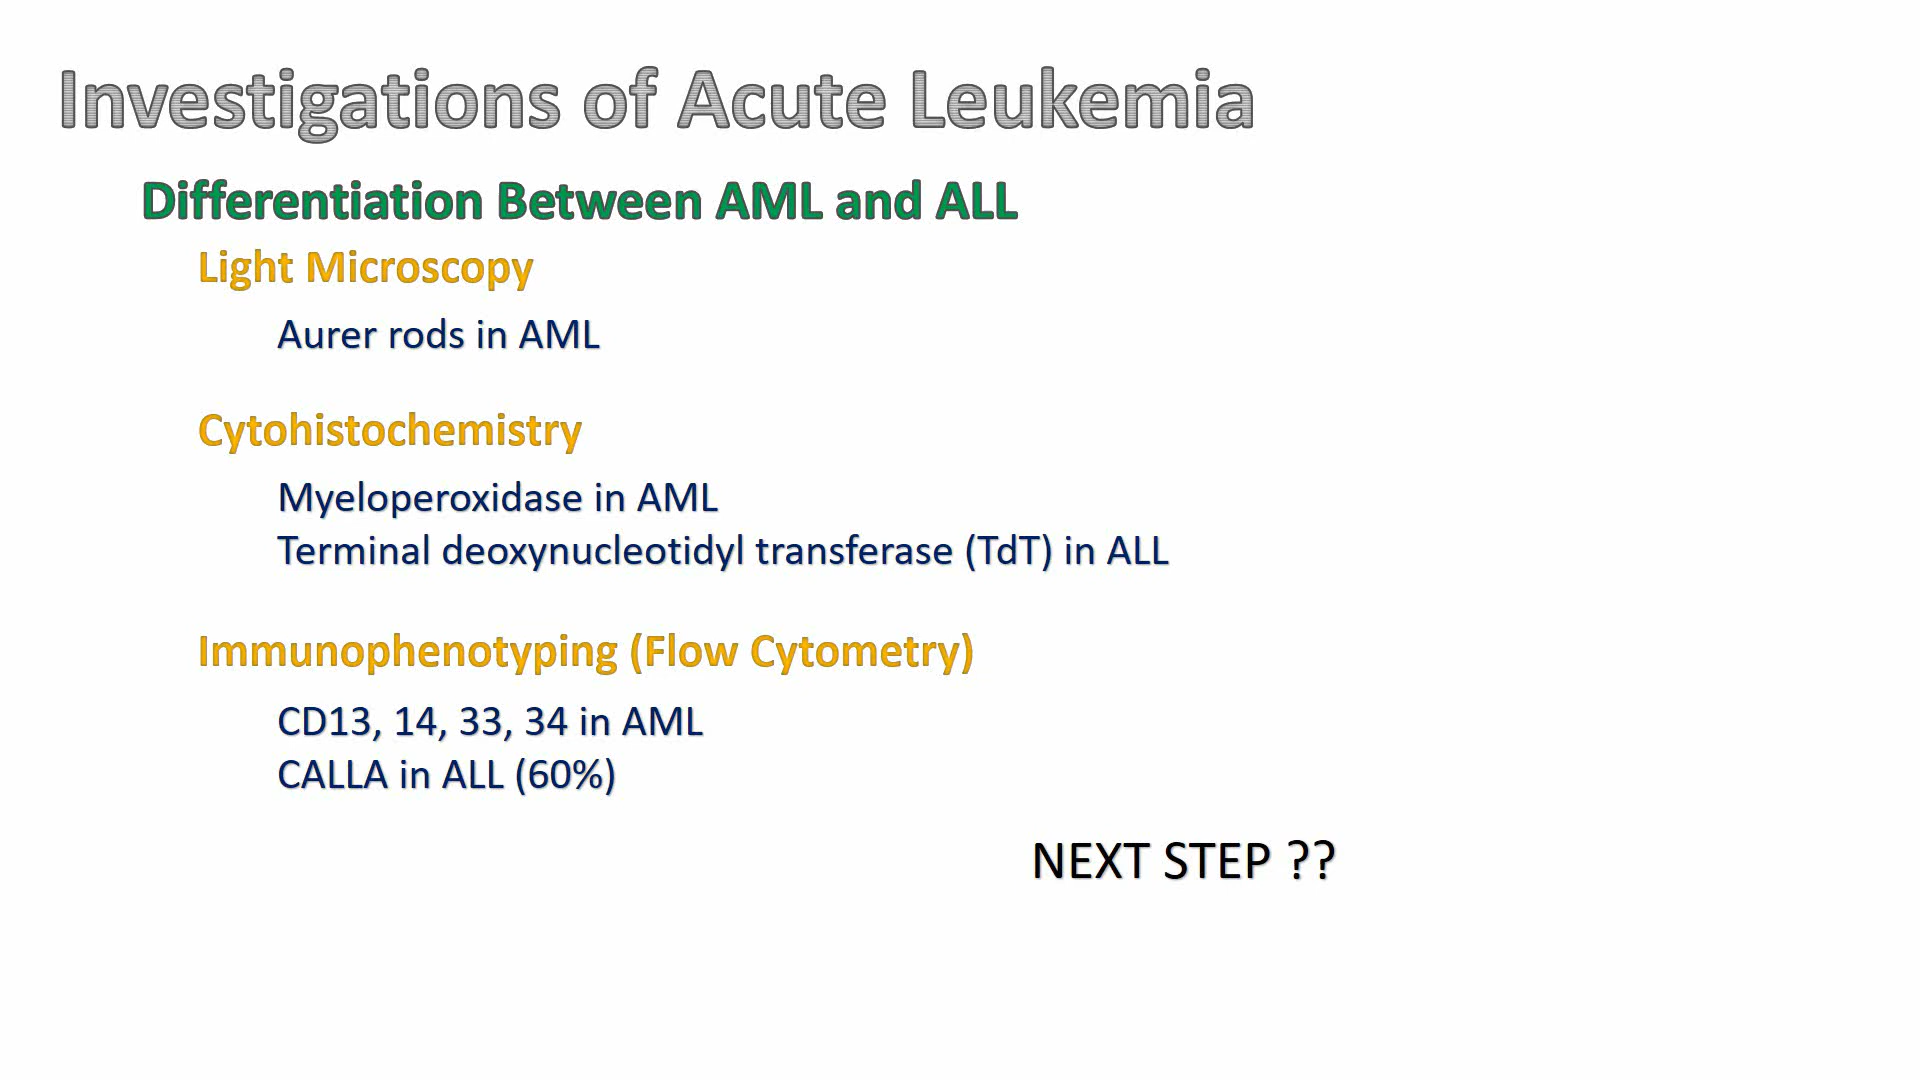 Investigations of Acute Leukemia
Differentiation Between AML and ALL
Light Microscopy
Aurer rods in AML
Cytohistochemistry
Myeloperoxidase in AML
Terminal deoxynucleotidyl transferase (TdT) in ALL
Immunophenotyping (Flow Cytometry)
CD13, 14, 33, 34 in AML
CALLA in ALL (60%)
NEXT STEP ??